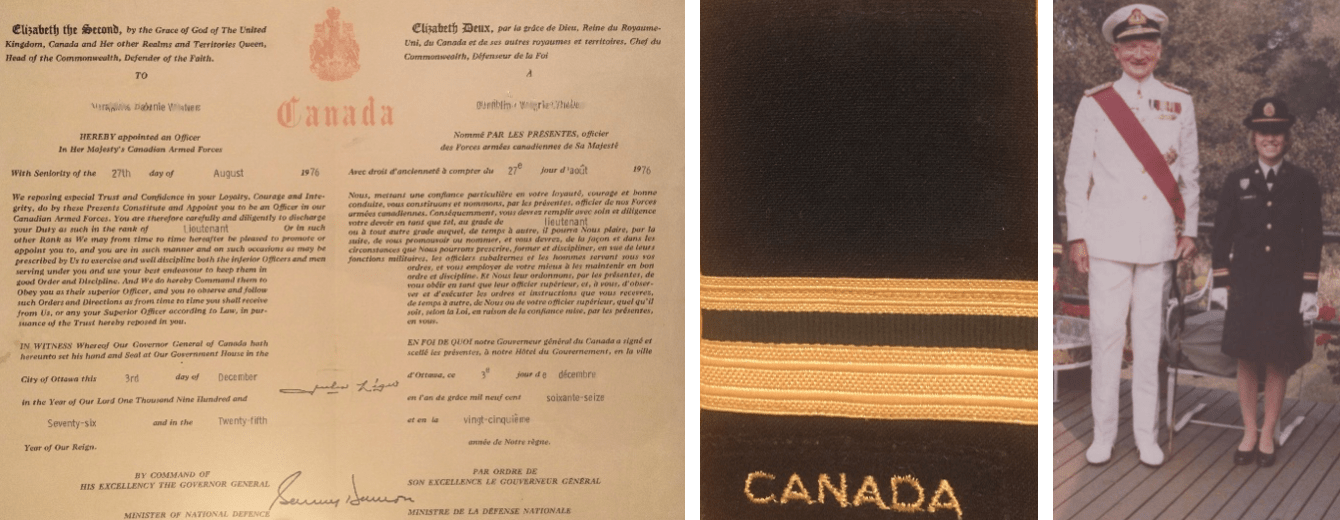 Elizabeth the Second, by the Grace of God of The United
Kingdom, Canada and Her other Realms and Territories Queen,
Head of the Commonwealth, Defender of the Faith.
TO
HEREBY appointed an Officer
In Her Majesty's Canadian Armed Forces
With Seniority of the 27th day of August 1976
We reposing especial Trust and Confidence in your Loyalty, Courage and Inte-
grity, do by these Presents Constitute and Appoint you to be an Officer in our
Canadian Armed Forces. You are therefore carefully and diligently to discharge
your Duty as such in the rank of Lieutenant Or in such
other Rank as We may from time to time hereafter be pleased to promote or
appoint you to, and you are in such manner and on such occasions as may be
prescribed by Us to exercise and well discipline both the inferior Officers and men
serving under you and use your best endeavour to keep them in
good Order and Discipline. And We do hereby Command them to
Obey you as their superior Officer, and you to observe and follow
such Orders and Directions as from time to time you shall receive
from Us, or any your Superior Officer according to Law, in pur-
suance of the Trust hereby reposed in you.
IN WITNESS Whereof Our Governor General of Canada hath
hereunto set his hand and Seal at Our Government House in the
City of Ottawa this 3rd day of December
in the Year of Our Lord One Thousand Nine Hundred and
Seventy-six and in the Twenty-fifth
Year of Our Reign.
BY COMMAND OF
HIS EXCELLENCY THE GOVERNOR GENERAL
MINISTER OF NATIONAL DEFENCE
Canada
Elizabeth Deux, par la grâce de Dieu, Reine du Royaume-
Uni, du Canada et de ses autres royaumes et territoires, Chef du
Commonwealth, Défenseur de la Foi
A
Nommé PAR LES PRÉSENTES, officier
des Forces armées canadiennes de Sa Majesté
Avec droit d'ancienneté à compter du 27e jour d'août 1976
Nous, mettant une confiance particulière en votre loyauté, courage et bonne
conduite, vous constituons et nommons, par les présentes, officier de nos Forces
armées canadiennes. Conséquemment, vous devrez remplir avec soin et diligence
votre devoir en tant que tel, au grade de lieutenant
ou à tout autre grade auquel, de temps à autre, il pourra Nous plaire, par la
suite, de vous promouvoir ou nommer, et vous devrez, de la façon et dans les
circonstances que Nous pourrons prescrire, former et discipliner, en vue de leurs
fonctions militaires, les officiers subalternes et les hommes servant sous vos
ordres, et vous employer de votre mieux à les maintenir en bon
ordre et discipline. Et Nous leur ordonnons, par les présentes, de
vous obéir en tant que leur officier supérieur, et, à vous, d'obser-
ver et d'exécuter les ordres et instructions que vous recevrez,
de temps à autre, de Nous ou de votre officier supérieur, quel qu'il
soit, selon la Loi, en raison de la confiance mise, par les présentes,
en vous.
EN FOI DE QUOI notre Gouverneur général du Canada a signé et
scellé les présentes, à notre Hôtel du Gouvernement, en la ville
d'Ottawa, ce 3e jour de décembre
en l'an de grâce mil neuf cent soixante-seize
et en la vingt-cinquième
année de Notre règne.
PAR ORDRE DE
SON EXCELLENCE LE GOUVERNEUR GÉNÉRAL
MINISTRE DE LA DÉFENSE NATIONALE
CANADA